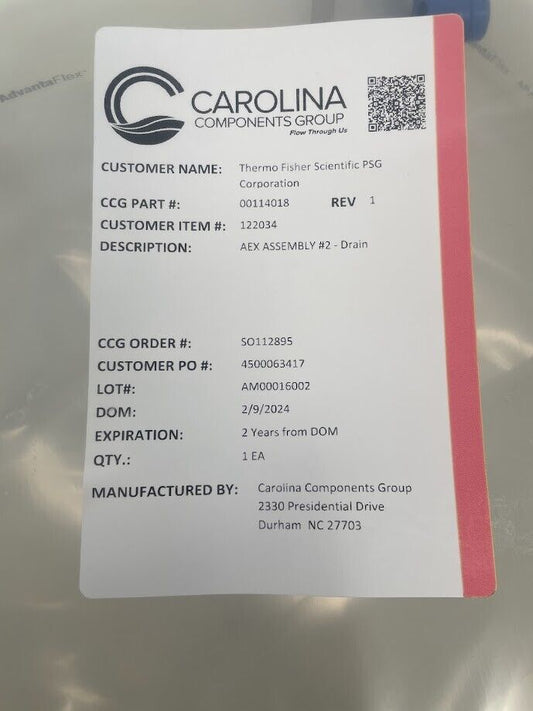 AdvantaFlex
CAROLINA
COMPONENTS GROUP
Flow Through Us
CUSTOMER NAME: Thermo Fisher Scientific PSG
Corporation
CCG PART #: 00114018 REV 1
CUSTOMER ITEM #: 122034
DESCRIPTION: AEX ASSEMBLY #2 - Drain
CCG ORDER #: SO112895
CUSTOMER PO #: 4500063417
LOT#: AM00016002
DOM: 2/9/2024
EXPIRATION: 2 Years from DOM
QTY.: 1 EA
MANUFACTURED BY: Carolina Components Group
2330 Presidential Drive
Durham NC 27703